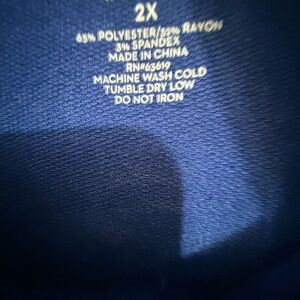 2X
65% POLYESTER/32% RAYON
3% SPANDEX
MADE IN CHINA
RN#63619
MACHINE WASH COLD
TUMBLE DRY LOW
DO NOT IRON